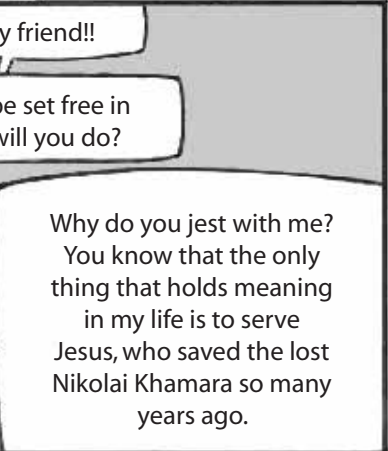 y friend!!
be set free in
will you do?
Why do you jest with me?
You know that the only
thing that holds meaning
in my life is to serve
Jesus, who saved the lost
Nikolai Khamara so many
years ago.